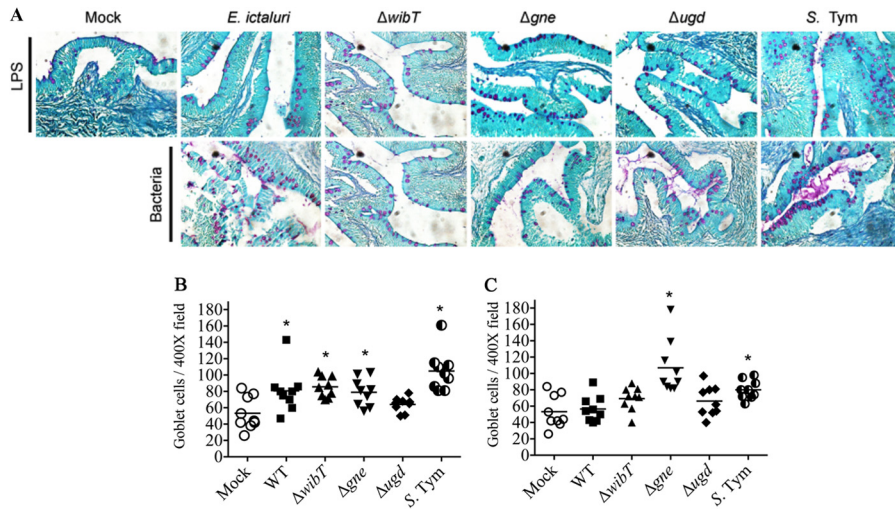 A
Mock
E. ictaluri
ΔwibT
Δgne
Δugd
S. Tym
LPS
Bacteria
B
Goblet cells / 400X field
180
160
140
120
100
80
60
40
20
0
*
*
*
*
Mock
WT
ΔwibT
Δgne
Δugd
S. Tym
C
Goblet cells / 400X field
180
160
140
120
100
80
60
40
20
0
*
*
Mock
WT
ΔwibT
Δgne
Δugd
S. Tym